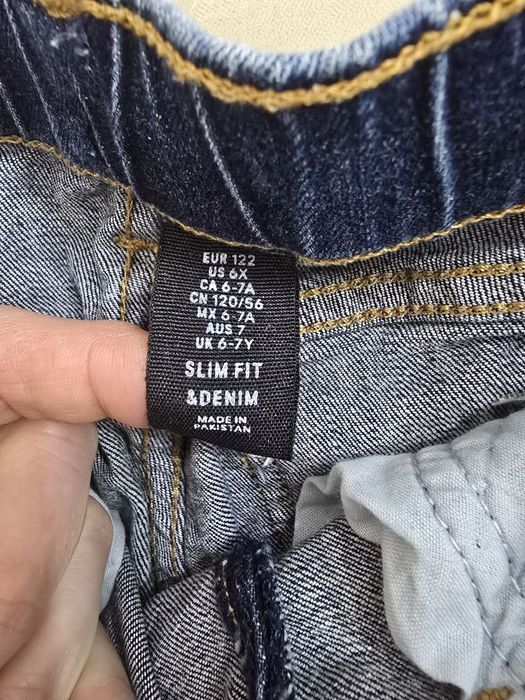 EUR 122
US 6X
CA 6-7A
CN 120/56
MX 6-7A
AUS 7
UK 6-7Y
SLIM FIT
&DENIM
MADE IN
PAKISTAN